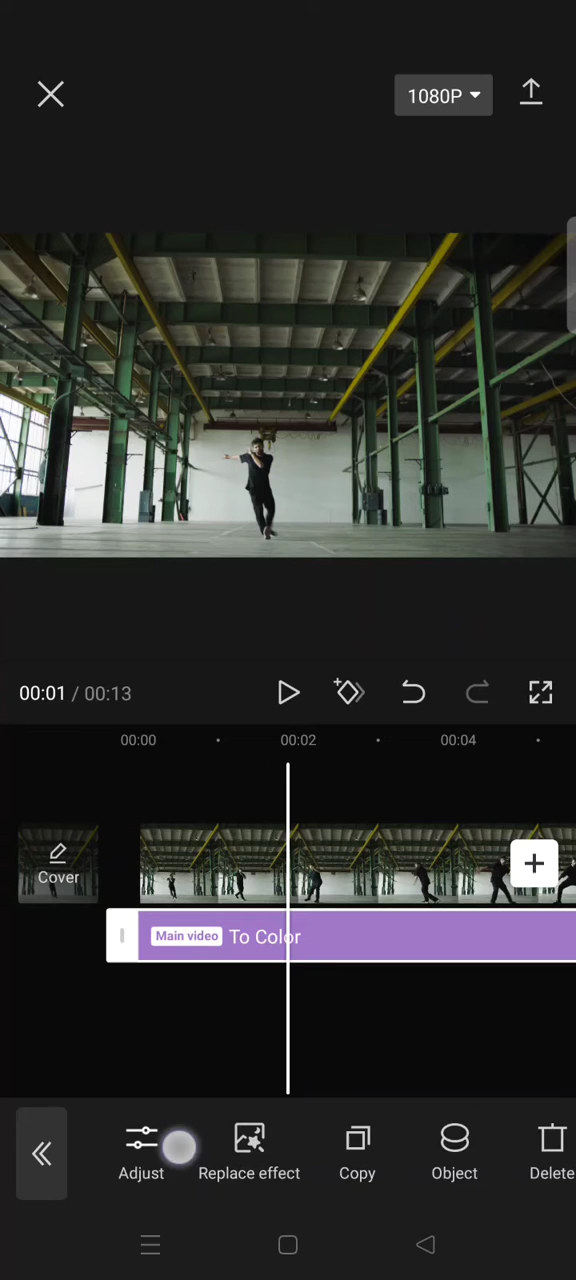 1080P
00:01 / 00:13
00:00 00:02 00:04
Cover
Main video To Color
Adjust Replace effect Copy Object Delete